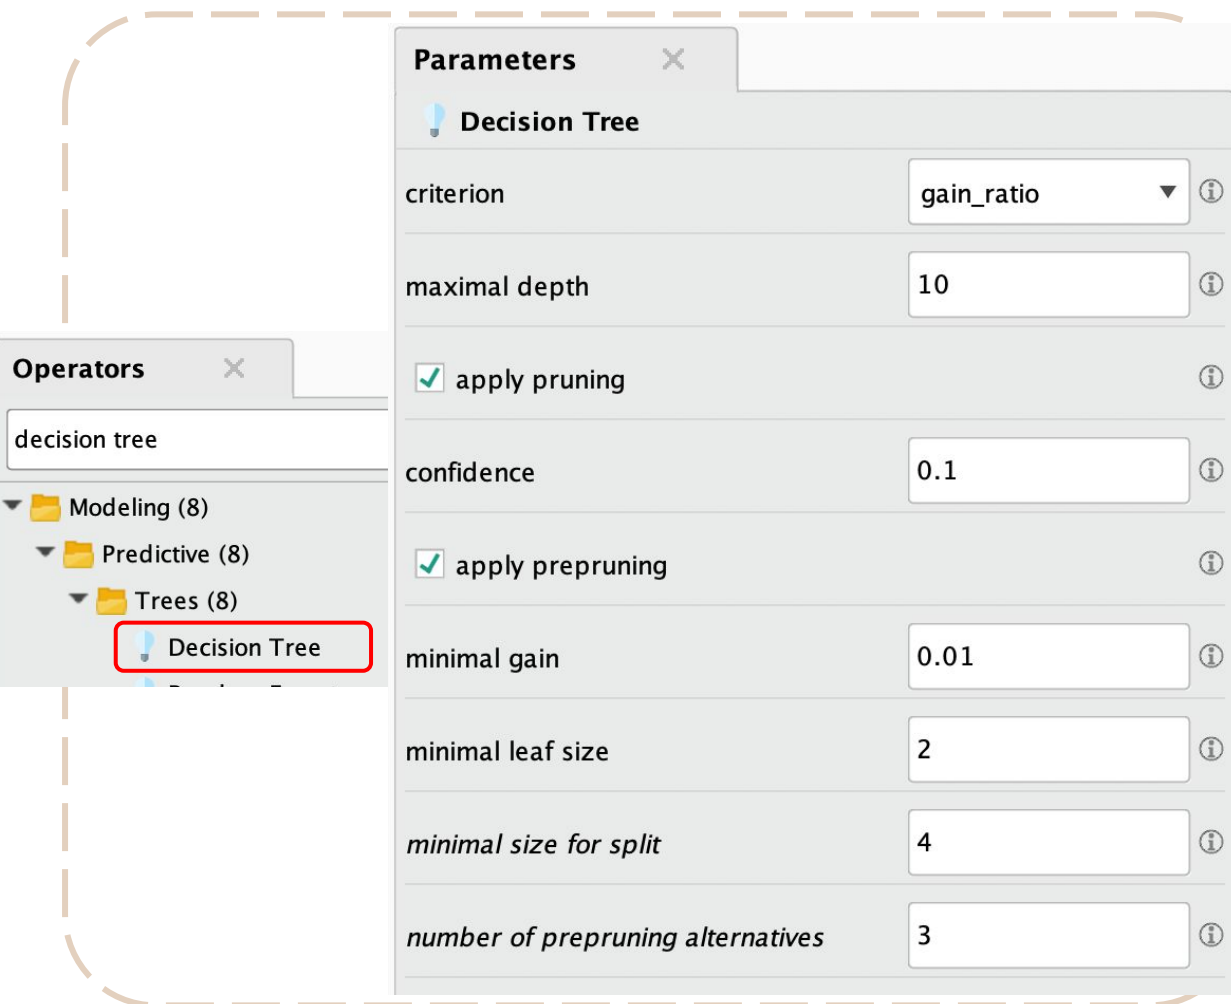 Parameters
Decision Tree
criterion
gain_ratio
maximal depth
10
apply pruning
confidence
0.1
apply prepruning
minimal gain
0.01
minimal leaf size
2
minimal size for split
4
number of prepruning alternatives
3
Operators
decision tree
Modeling (8)
Predictive (8)
Trees (8)
Decision Tree